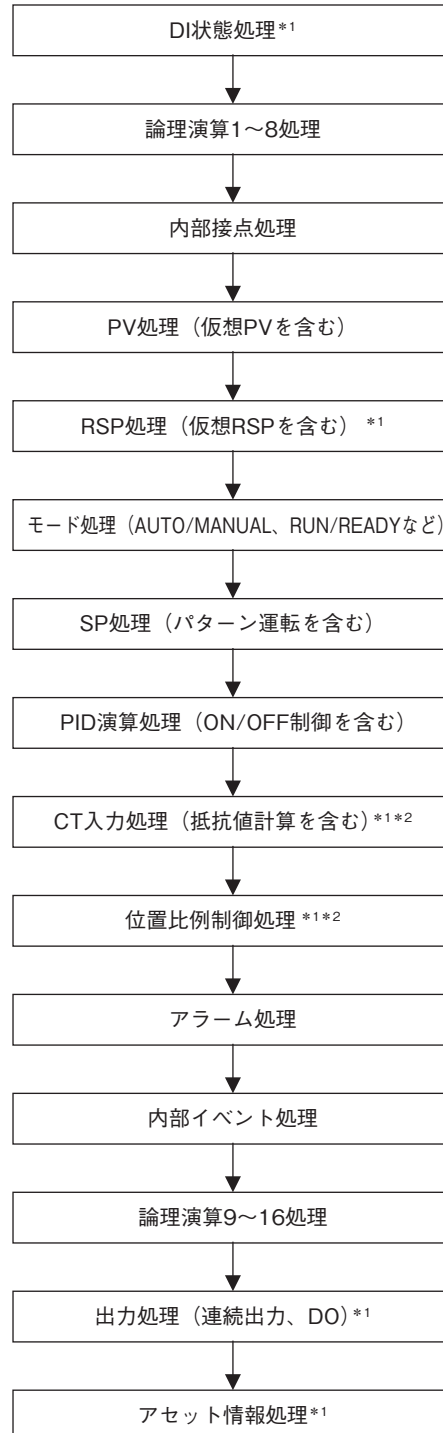 DI状態処理*1
論理演算1～8処理
内部接点処理
PV処理（仮想PVを含む）
RSP処理（仮想RSPを含む） *1
モード処理（AUTO/MANUAL、RUN/READYなど）
SP処理（パターン運転を含む）
PID演算処理（ON/OFF制御を含む）
CT入力処理（抵抗値計算を含む）*1*2
位置比例制御処理*1*2
アラーム処理
内部イベント処理
論理演算9～16処理
出力処理（連続出力、DO）*1
アセット情報処理*1